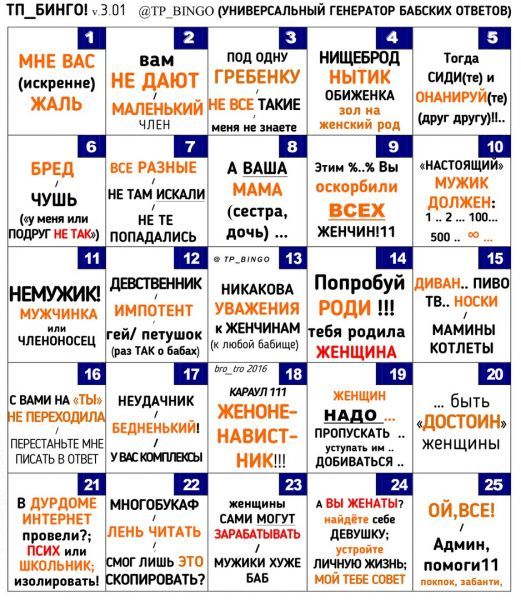 ТП_БИНГО! v.3.01 @TP_BINGO (УНИВЕРСАЛЬНЫЙ ГЕНЕРАТОР БАБСКИХ ОТВЕТОВ)
1
МНЕ ВАС
(искренне)
ЖАЛЬ
2
вам
НЕ ДАЮТ
/
МАЛЕНЬКИЙ
ЧЛЕН
3
ПОД ОДНУ
ГРЕБЕНКУ
/
НЕ ВСЕ ТАКИЕ
/
меня не знаете
4
НИЩЕБРОД
НЫТИК
ОБИЖЕНКА
зол на
женский род
5
Тогда
СИДИ(те) и
ОНАНИРУЙ(те)
(друг другу)!!..
6
БРЕД
/
ЧУШЬ
(«у меня или
ПОДРУГ НЕ ТАК»)
7
ВСЕ РАЗНЫЕ
/
НЕ ТАМ ИСКАЛИ
/
НЕ ТЕ
ПОПАДАЛИСЬ
8
А ВАША
МАМА
(сестра,
дочь) ...
9
Этим %..% Вы
оскорбили
ВСЕХ
ЖЕНЧИН!11
10
«НАСТОЯЩИЙ»
МУЖИК
ДОЛЖЕН:
1 .. 2 ... 100...
500 .. ∞ ...
11
НЕМУЖИК!
МУЖЧИНКА
или
ЧЛЕНОНОСЕЦ
12
ДЕВСТВЕННИК
/
ИМПОТЕНТ
/
гей/ петушок
(раз ТАК о бабах)
@ TP_BINGO 13
НИКАКОВА
УВАЖЕНИЯ
к ЖЕНЧИНАМ
(к любой бабище)
14
Попробуй
РОДИ !!!
тебя родила
ЖЕНЩИНА
15
ДИВАН.. ПИВО
ТВ.. НОСКИ
/
МАМИНЫ
КОТЛЕТЫ
16
С ВАМИ НА «ТЫ»
НЕ ПЕРЕХОДИЛА
/
ПЕРЕСТАНЬТЕ МНЕ
ПИСАТЬ В ОТВЕТ
17
НЕУДАЧНИК
/
БЕДНЕНЬКИЙ!
/
У ВАС КОМПЛЕКСЫ
bro_tro 2016 18
КАРАУЛ 111
ЖЕНОНЕ-
НАВИСТ-
НИК!!!
19
ЖЕНЩИН
НАДО ...
ПРОПУСКАТЬ ..
уступать им ..
ДОБИВАТЬСЯ ..
20
... быть
«ДОСТОИН»
женщины
21
В ДУРДОМЕ
ИНТЕРНЕТ
провели?;
ПСИХ или
ШКОЛЬНИК;
изолировать!
22
МНОГОБУКАФ
/
ЛЕНЬ ЧИТАТЬ
/
СМОГ ЛИШЬ ЭТО
СКОПИРОВАТЬ?
23
женщины
САМИ МОГУТ
ЗАРАБАТЫВАТЬ
/
МУЖИКИ ХУЖЕ
БАБ
24
А ВЫ ЖЕНАТЫ?
найдёте себе
ДЕВУШКУ;
устройте
ЛИЧНУЮ ЖИЗНЬ;
МОЙ ТЕБЕ СОВЕТ
25
ОЙ,ВСЕ!
/
Админ,
помоги11
покпок, забанти,